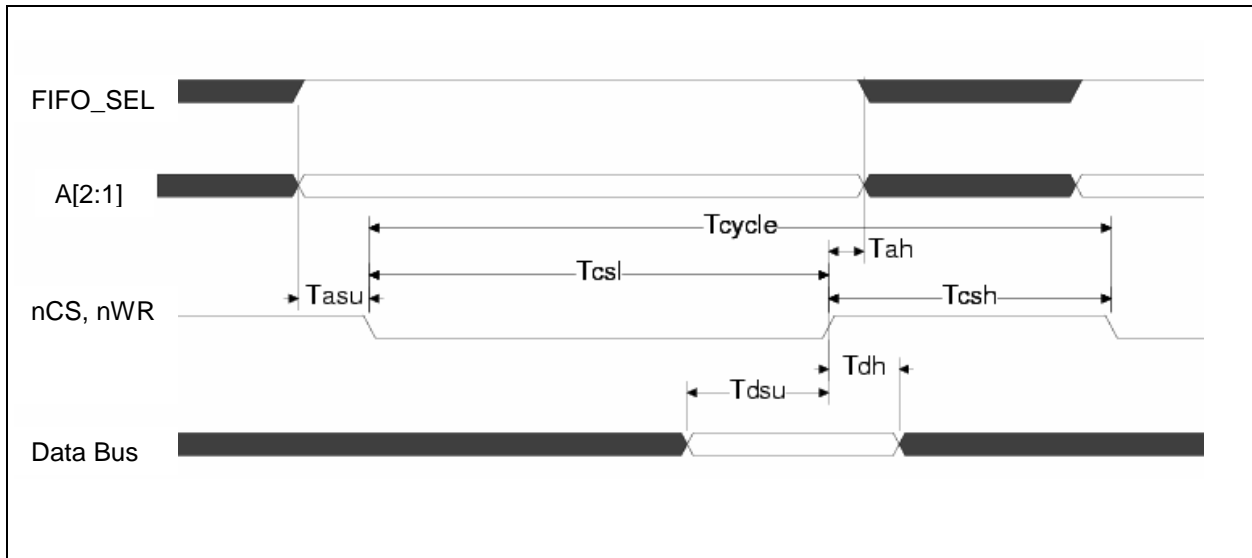 FIFO_SEL
A[2:1]
Tcycle
Tah
Tcsl
Tasu
Tcsh
nCS, nWR
Tdh
Tdsu
Data Bus